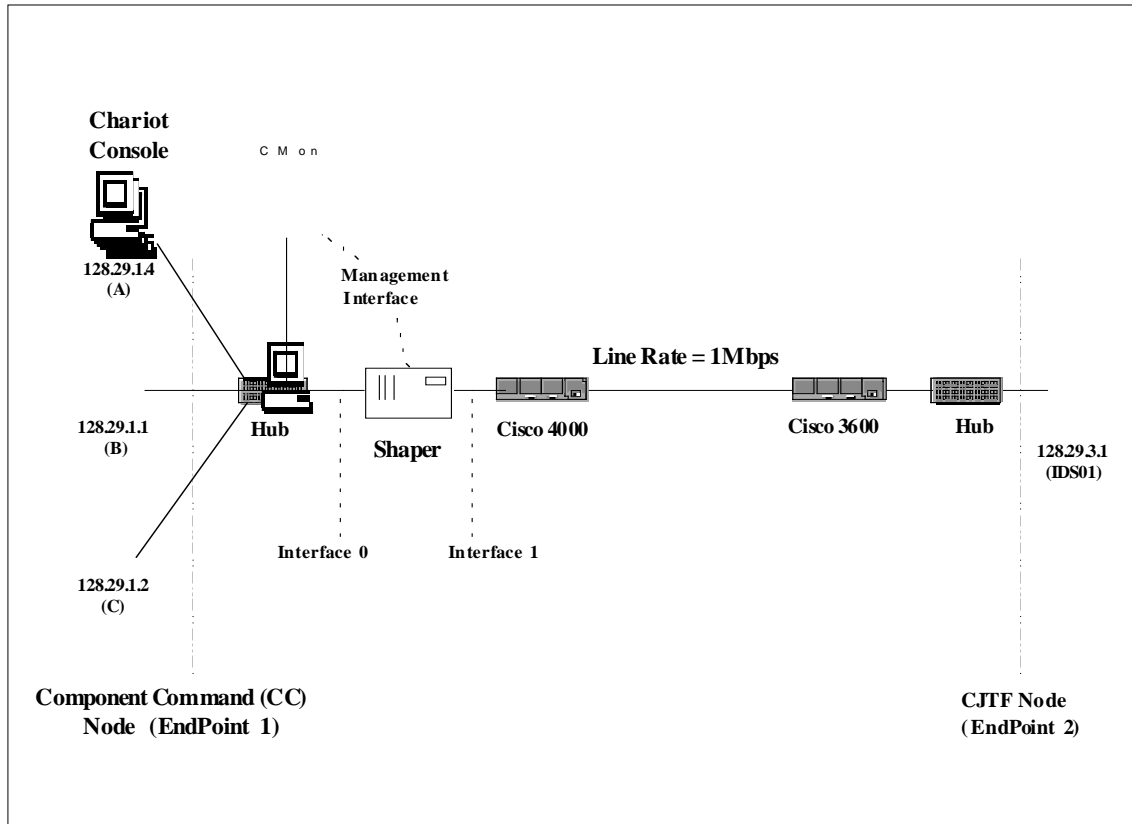 Chariot
Console
C M on
128.29.1.4
(A)
Management
Interface
Line Rate = 1Mbps
128.29.1.1
(B)
Hub
Shaper
Cisco 4000
Cisco 3600
Hub
128.29.3.1
(IDS01)
Interface 0
Interface 1
128.29.1.2
(C)
Component Command (CC)
Node (EndPoint 1)
CJTF Node
(EndPoint 2)